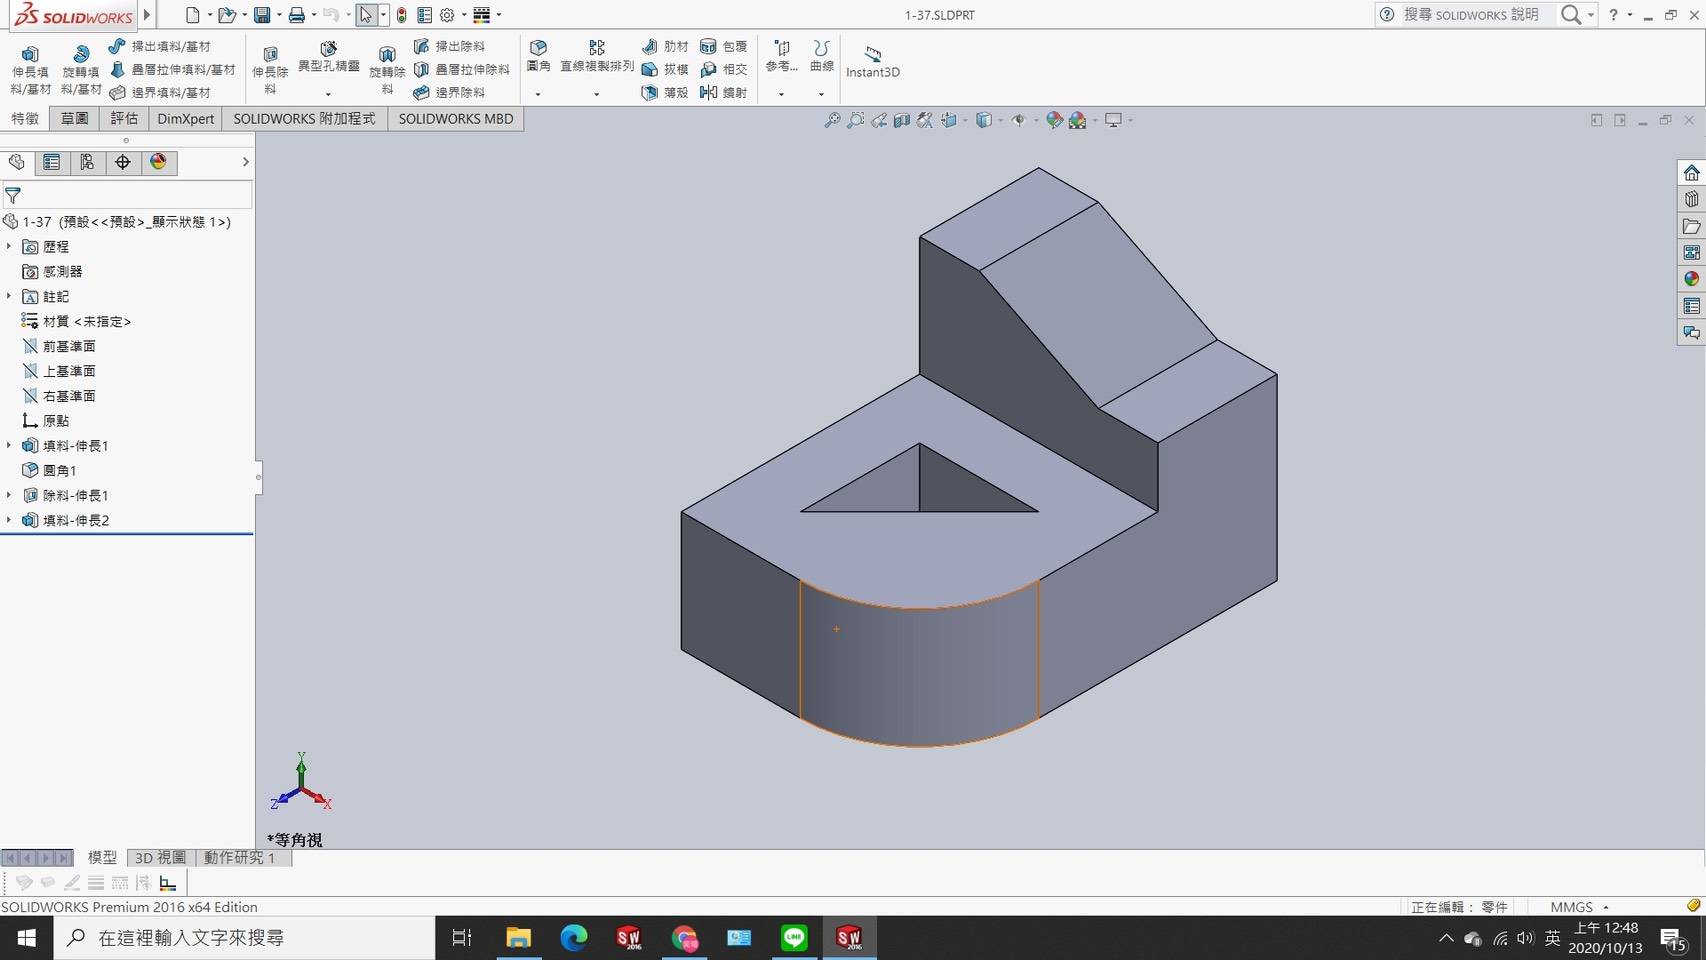 SOLIDWORKS
1-37.SLDPRT
搜尋 SOLIDWORKS 說明
伸長填料/基材
旋轉填料/基材
掃出填料/基材
疊層拉伸填料/基材
邊界填料/基材
伸長除料
異型孔精靈
旋轉除料
掃出除料
疊層拉伸除料
邊界除料
圓角
直線複製排列
肋材
拔模
薄殼
包覆
相交
鏡射
參考...
曲線
Instant3D
特徵
草圖
評估
DimXpert
SOLIDWORKS 附加程式
SOLIDWORKS MBD
1-37 (預設<<預設>_顯示狀態 1>)
歷程
感測器
註記
材質 <未指定>
前基準面
上基準面
右基準面
原點
填料-伸長1
圓角1
除料-伸長1
填料-伸長2
Y
Z
X
*等角視
模型
3D 視圖
動作研究 1
SOLIDWORKS Premium 2016 x64 Edition
正在編輯： 零件
MMGS
在這裡輸入文字來搜尋
SW
2016
LINE
SW
2016
英
上午 12:48
2020/10/13
15